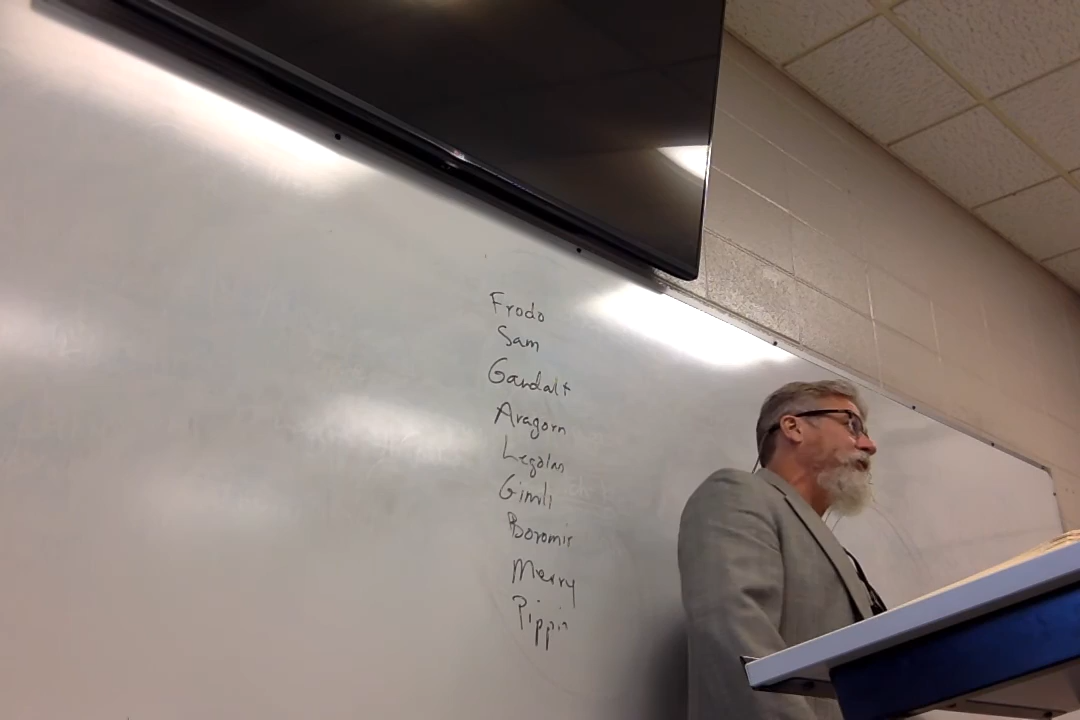 Frodo
Sam
Gandalf
Aragorn
Legolas
Gimli
Boromir
Merry
Pippin